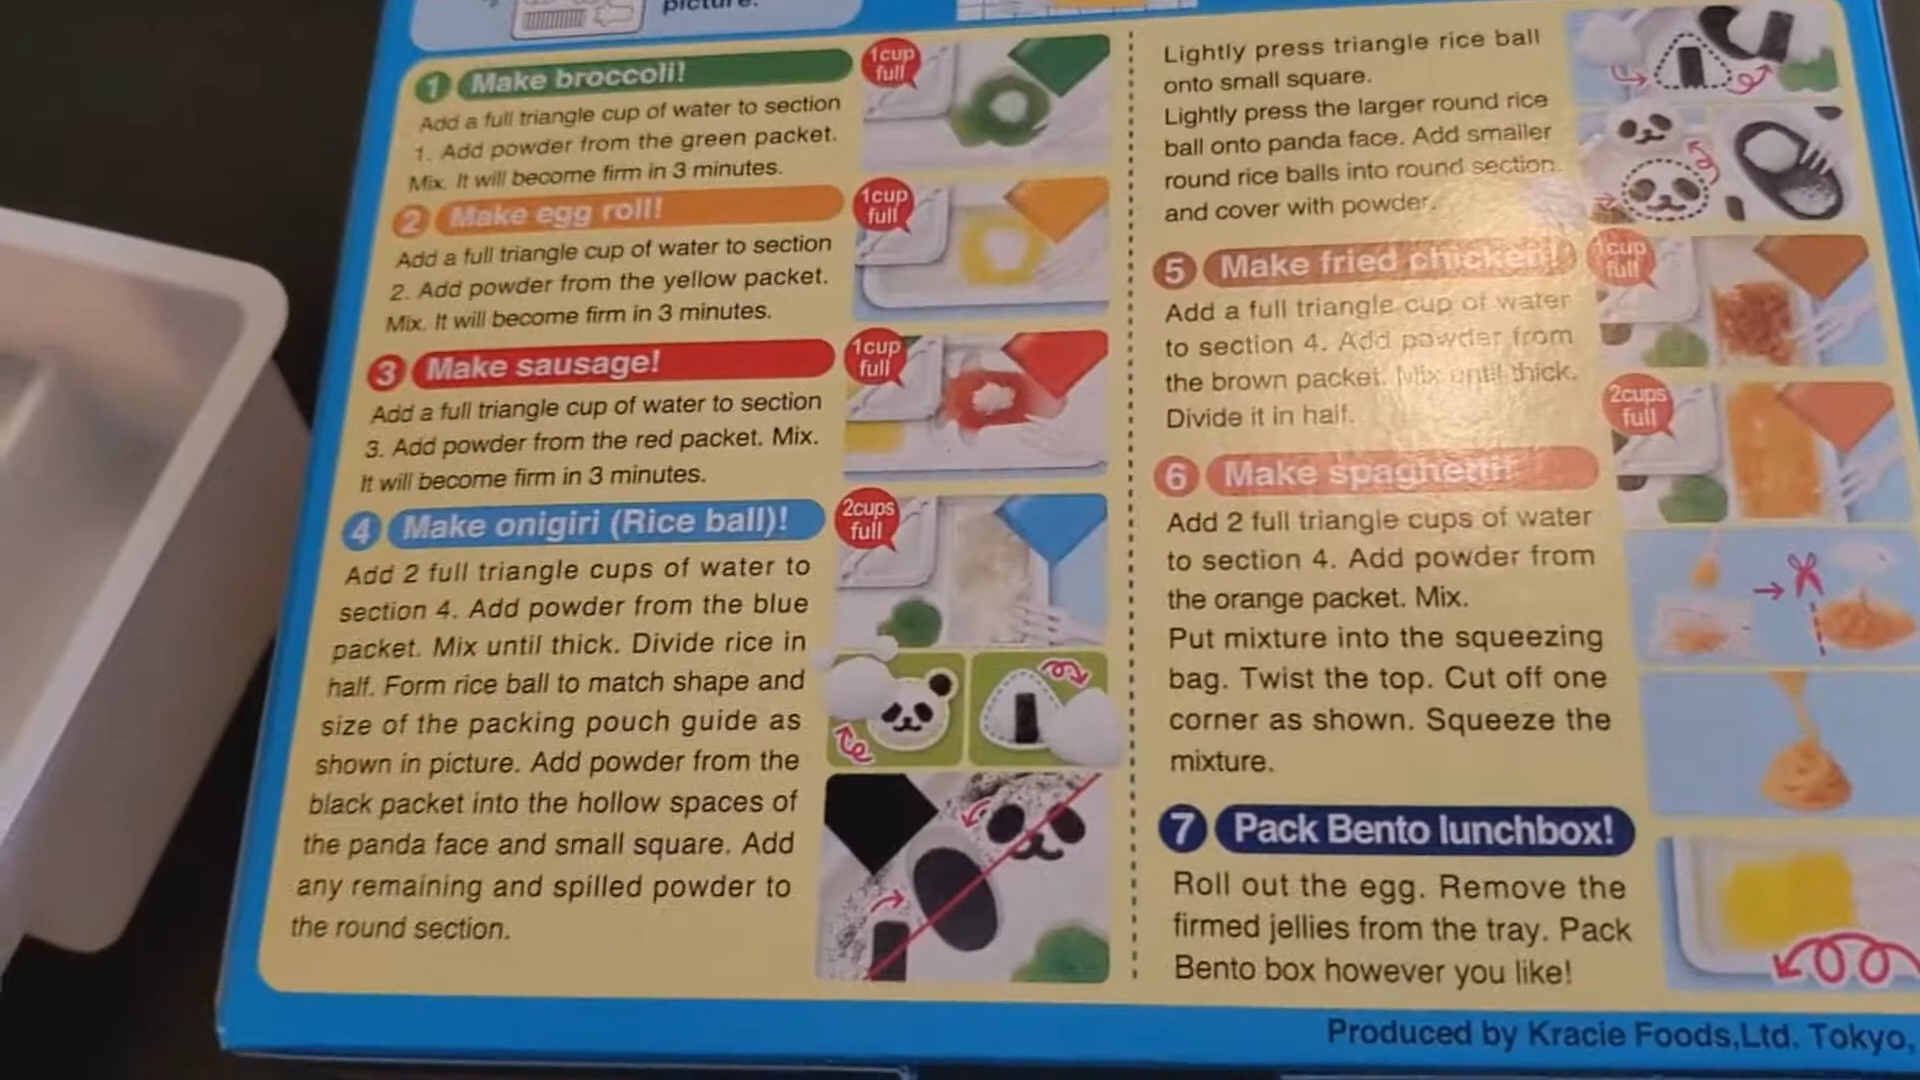 picture.
1 Make broccoli!
1cup
full
Add a full triangle cup of water to section
1. Add powder from the green packet.
Mix. It will become firm in 3 minutes.
2 Make egg roll!
1cup
full
Add a full triangle cup of water to section
2. Add powder from the yellow packet.
Mix. It will become firm in 3 minutes.
3 Make sausage!
1cup
full
Add a full triangle cup of water to section
3. Add powder from the red packet. Mix.
It will become firm in 3 minutes.
4 Make onigiri (Rice ball)!
2cups
full
Add 2 full triangle cups of water to
section 4. Add powder from the blue
packet. Mix until thick. Divide rice in
half. Form rice ball to match shape and
size of the packing pouch guide as
shown in picture. Add powder from the
black packet into the hollow spaces of
the panda face and small square. Add
any remaining and spilled powder to
the round section.
Lightly press triangle rice ball
onto small square.
Lightly press the larger round rice
ball onto panda face. Add smaller
round rice balls into round section
and cover with powder.
5 Make fried chicken!
1cup
full
Add a full triangle cup of water
to section 4. Add powder from
the brown packet. Mix until thick.
Divide it in half.
6 Make spaghetti!
2cups
full
Add 2 full triangle cups of water
to section 4. Add powder from
the orange packet. Mix.
Put mixture into the squeezing
bag. Twist the top. Cut off one
corner as shown. Squeeze the
mixture.
7 Pack Bento lunchbox!
Roll out the egg. Remove the
firmed jellies from the tray. Pack
Bento box however you like!
Produced by Kracie Foods,Ltd. Tokyo,